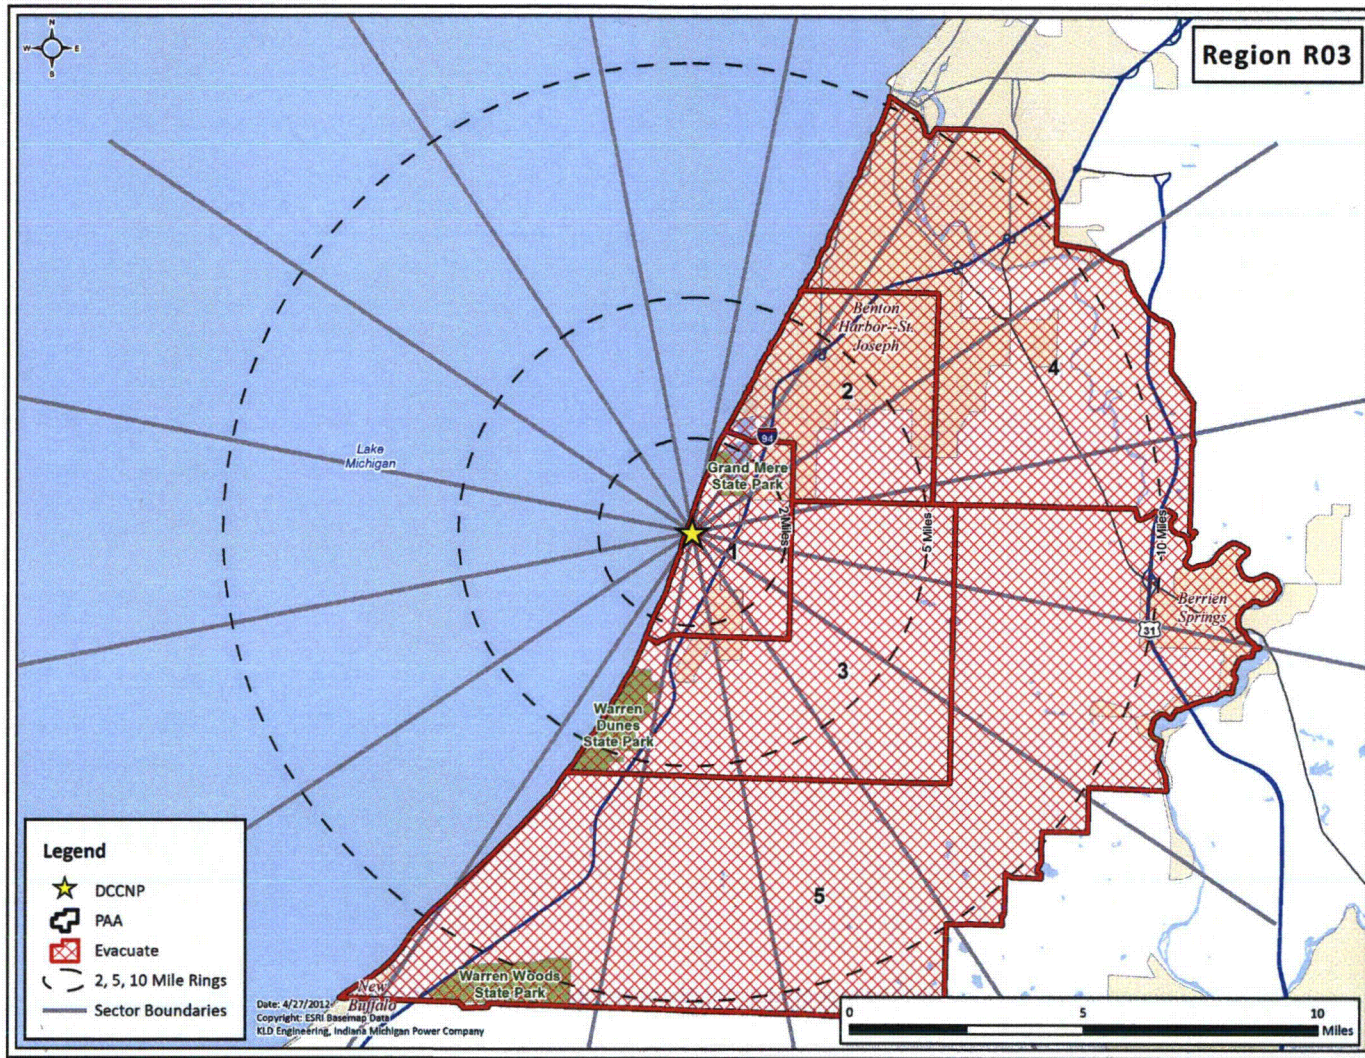 N
W
E
S
Region R03
Benton
Harbor--St.
Joseph
2
4
94
Lake
Michigan
Grand Mere
State Park
2 Miles
5 Miles
10 Miles
1
Berrien
Springs
31
3
Warren
Dunes
State Park
5
Warren Woods
State Park
New
Buffalo
Legend
DCCNP
PAA
Evacuate
2, 5, 10 Mile Rings
Sector Boundaries
Date: 4/27/2012
Copyright: ESRI Basemap Data
KLD Engineering, Indiana Michigan Power Company
0 5 10
Miles